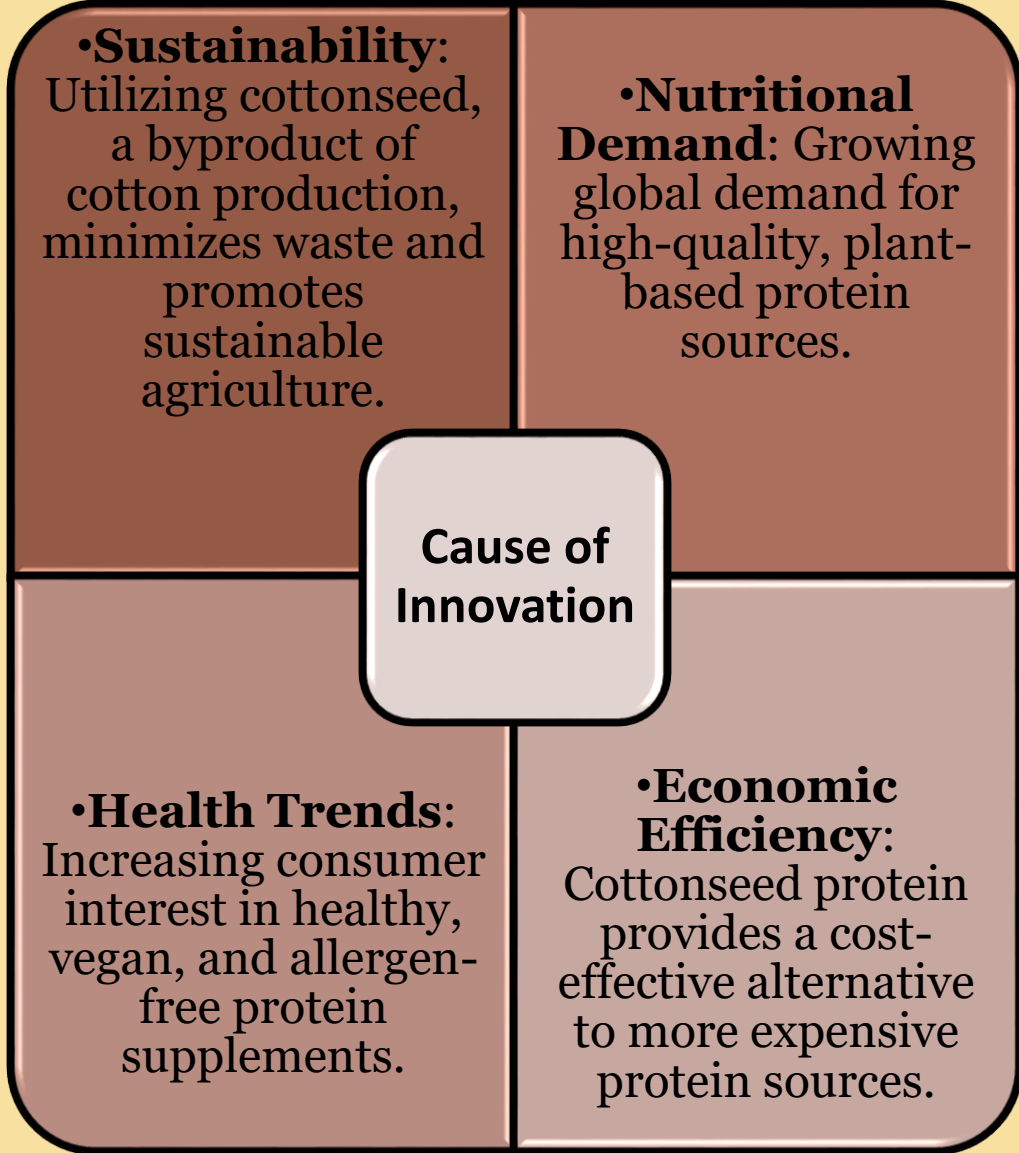 •Sustainability:
Utilizing cottonseed,
a byproduct of
cotton production,
minimizes waste and
promotes
sustainable
agriculture.
•Nutritional
Demand: Growing
global demand for
high-quality, plant-
based protein
sources.
Cause of
Innovation
•Health Trends:
Increasing consumer
interest in healthy,
vegan, and allergen-
free protein
supplements.
•Economic
Efficiency:
Cottonseed protein
provides a cost-
effective alternative
to more expensive
protein sources.